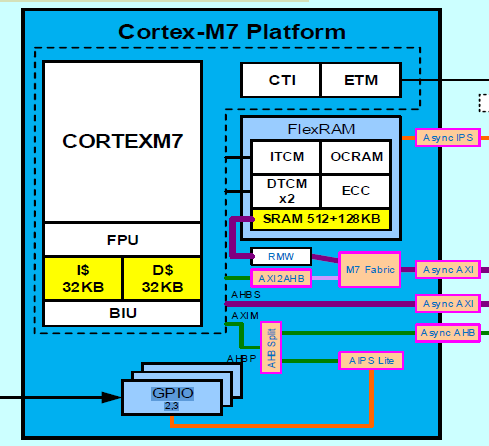 Cortex-M7 Platform
CTI
ETM
CORTEXM7
FlexRAM
ITCM
OCRAM
Async IPS
DTCM
x2
ECC
SRAM 512+128KB
FPU
RMW
M7 Fabric
Async AXI
I$
32KB
D$
32KB
AXI2AHB
AHBS
Async AXI
BIU
AXIM
Async AHB
AHB Split
AHBP
AIPS Lite
GPIO
2,3